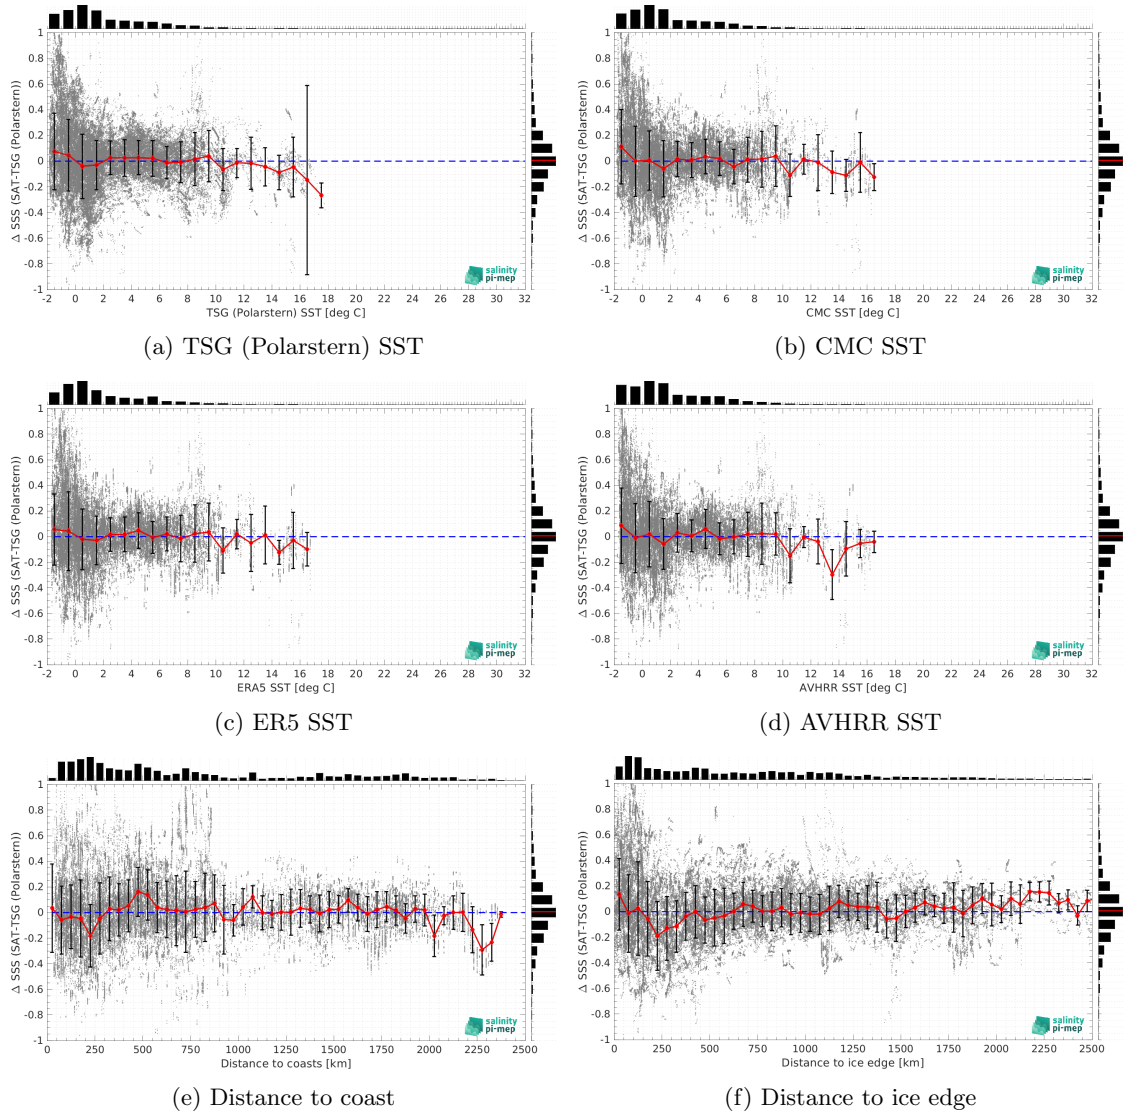 1
0.8
0.6
0.4
0.2
0
-0.2
-0.4
-0.6
-0.8
-1
Δ SSS (SAT-TSG (Polarstern))
salinity
pi-mep
-2 0 2 4 6 8 10 12 14 16 18 20 22 24 26 28 30 32
TSG (Polarstern) SST [deg C]
(a) TSG (Polarstern) SST
1
0.8
0.6
0.4
0.2
0
-0.2
-0.4
-0.6
-0.8
-1
Δ SSS (SAT-TSG (Polarstern))
salinity
pi-mep
-2 0 2 4 6 8 10 12 14 16 18 20 22 24 26 28 30 32
CMC SST [deg C]
(b) CMC SST
1
0.8
0.6
0.4
0.2
0
-0.2
-0.4
-0.6
-0.8
-1
Δ SSS (SAT-TSG (Polarstern))
salinity
pi-mep
-2 0 2 4 6 8 10 12 14 16 18 20 22 24 26 28 30 32
ERA5 SST [deg C]
(c) ER5 SST
1
0.8
0.6
0.4
0.2
0
-0.2
-0.4
-0.6
-0.8
-1
Δ SSS (SAT-TSG (Polarstern))
salinity
pi-mep
-2 0 2 4 6 8 10 12 14 16 18 20 22 24 26 28 30 32
AVHRR SST [deg C]
(d) AVHRR SST
1
0.8
0.6
0.4
0.2
0
-0.2
-0.4
-0.6
-0.8
-1
Δ SSS (SAT-TSG (Polarstern))
salinity
pi-mep
0 250 500 750 1000 1250 1500 1750 2000 2250 2500
Distance to coasts [km]
(e) Distance to coast
1
0.8
0.6
0.4
0.2
0
-0.2
-0.4
-0.6
-0.8
-1
Δ SSS (SAT-TSG (Polarstern))
salinity
pi-mep
0 250 500 750 1000 1250 1500 1750 2000 2250 2500
Distance to ice edge [km]
(f) Distance to ice edge